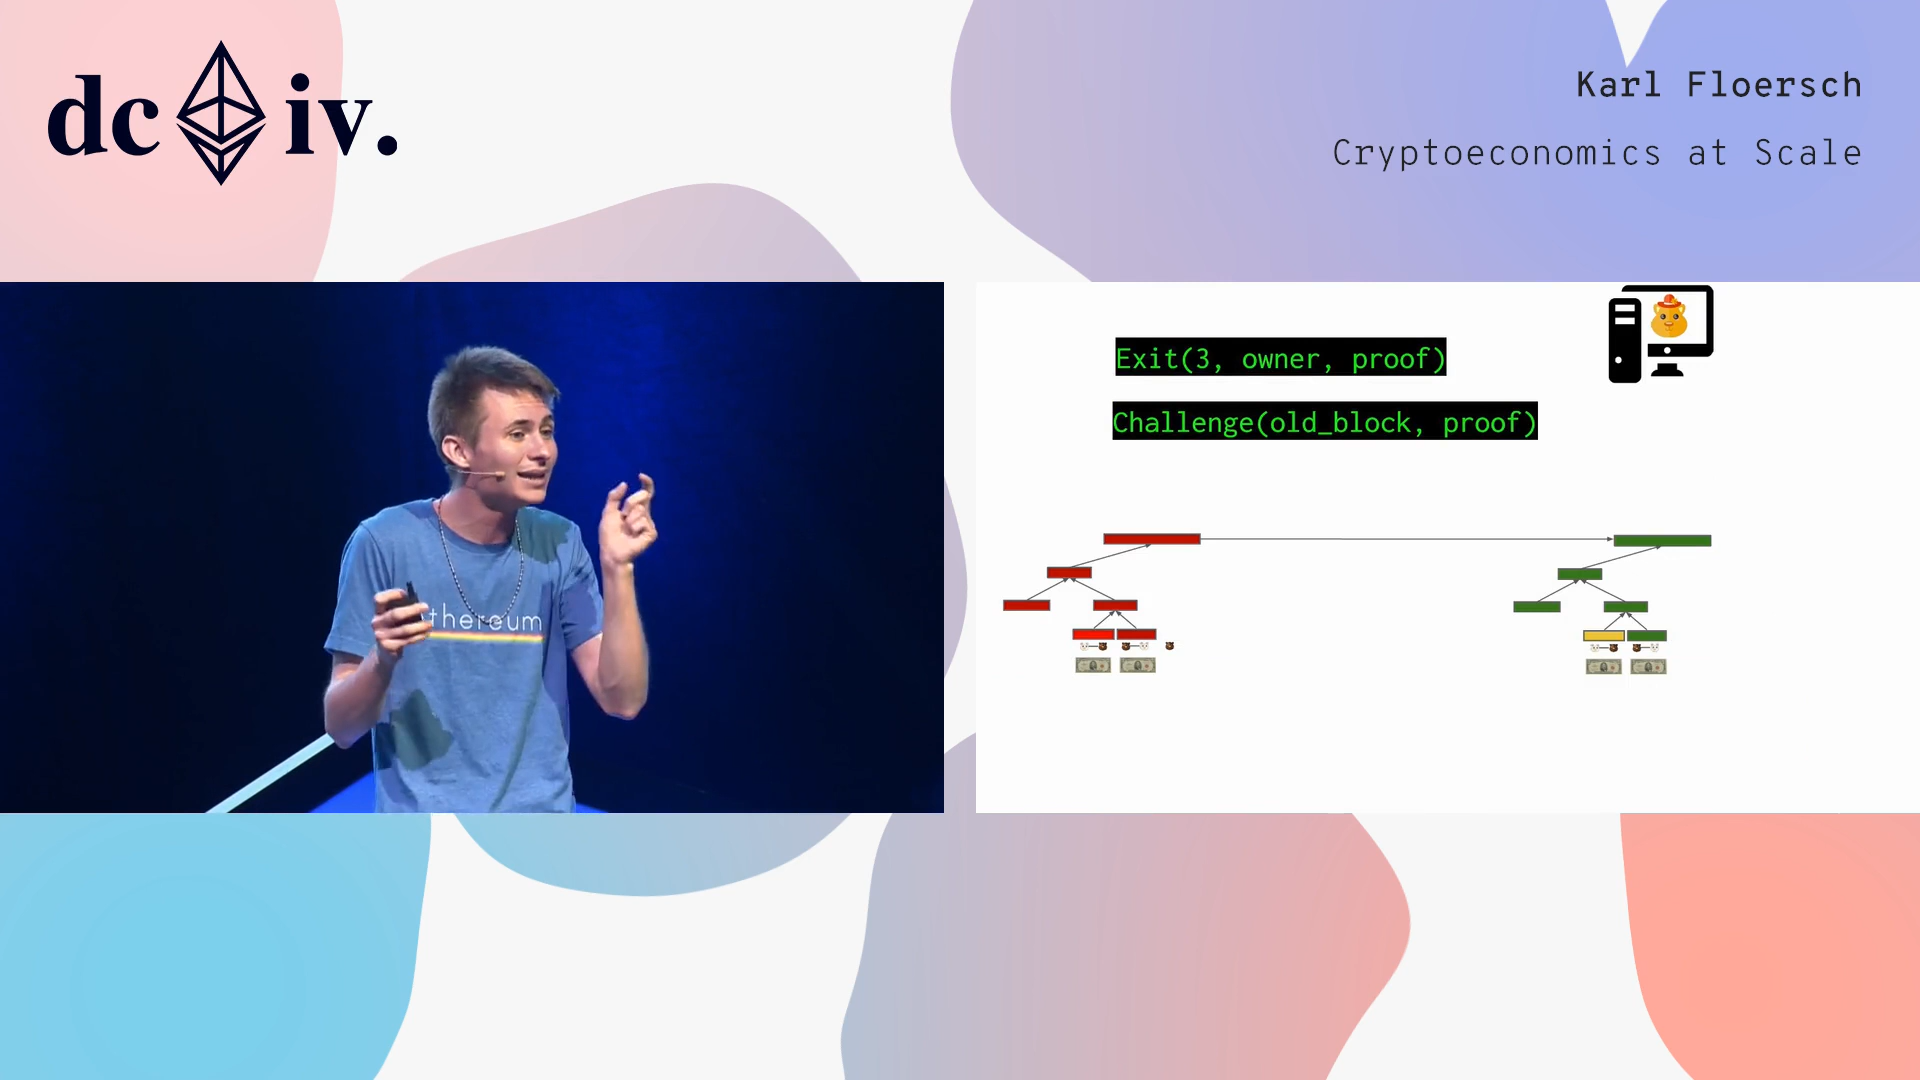 dc iv.
Karl Floersch
Cryptoeconomics at Scale
Exit(3, owner, proof)
Challenge(old_block, proof)
thereum